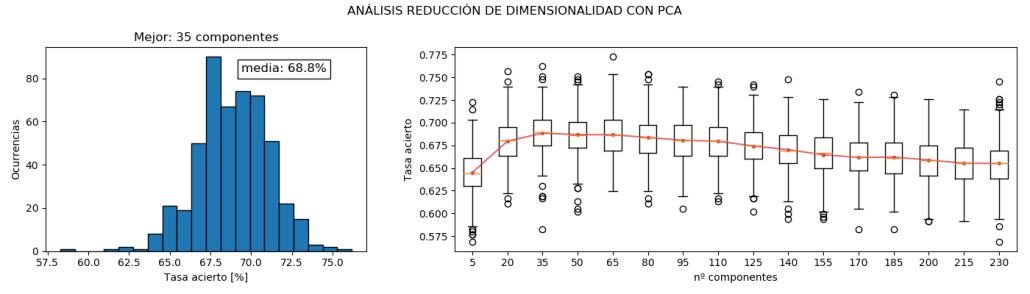 ANÁLISIS REDUCCIÓN DE DIMENSIONALIDAD CON PCA
Mejor: 35 componentes
media: 68.8%
Ocurrencias
80
60
40
20
0
57.5 60.0 62.5 65.0 67.5 70.0 72.5 75.0
Tasa acierto [%]
Tasa acierto
0.775
0.750
0.725
0.700
0.675
0.650
0.625
0.600
0.575
5 20 35 50 65 80 95 110 125 140 155 170 185 200 215 230
nº componentes